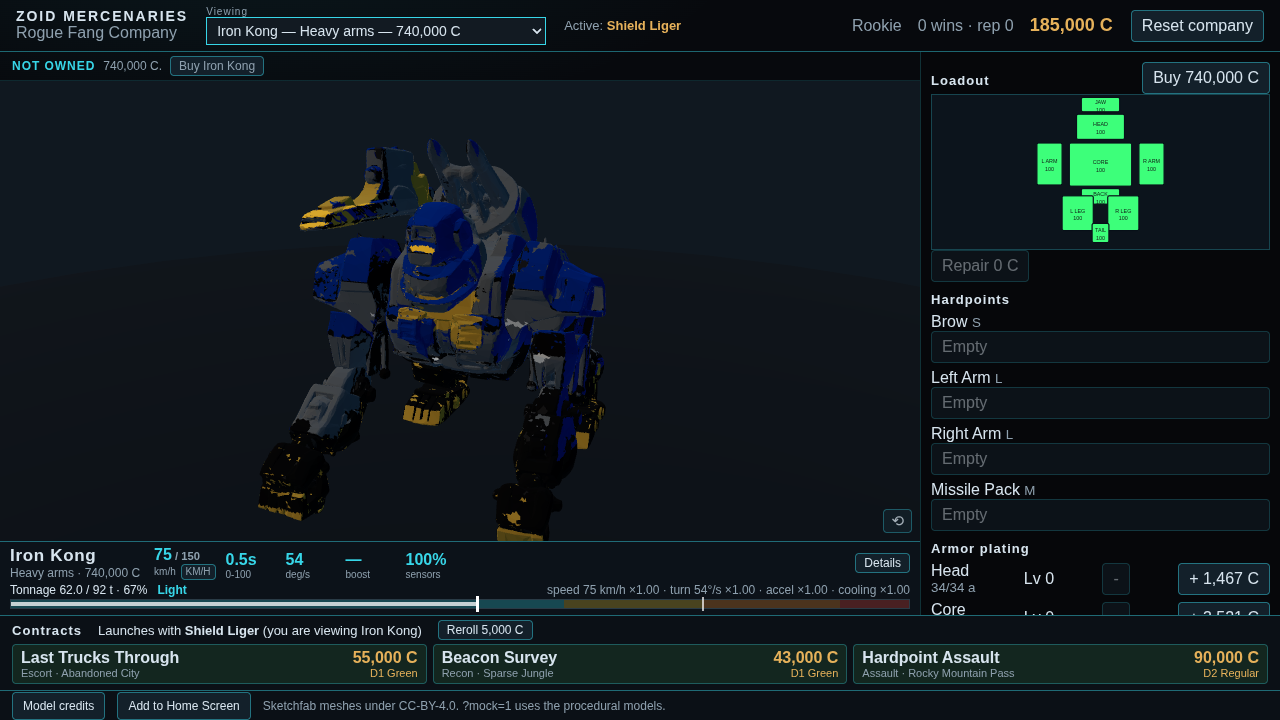 ZOID MERCENARIES
Rogue Fang Company
Viewing
Iron Kong — Heavy arms — 740,000 C
Active: Shield Liger
Rookie 0 wins · rep 0 185,000 C
Reset company
NOT OWNED 740,000 C. Buy Iron Kong
Loadout
Buy 740,000 C
JAW
100
HEAD
100
L ARM
100
CORE
100
R ARM
100
BACK
100
L LEG
100
R LEG
100
TAIL
100
Repair 0 C
Hardpoints
Brow S
Empty
Left Arm L
Empty
Right Arm L
Empty
Missile Pack M
Empty
Armor plating
Head
34/34 a
Lv 0
-
+ 1,467 C
Core
Lv 0
+ 3,521 C
⟲
Iron Kong
Heavy arms · 740,000 C
75 / 150
km/h KM/H
0.5s
0-100
54
deg/s
—
boost
100%
sensors
Details
Tonnage 62.0 / 92 t · 67% Light
speed 75 km/h ×1.00 · turn 54°/s ×1.00 · accel ×1.00 · cooling ×1.00
Contracts Launches with Shield Liger (you are viewing Iron Kong) Reroll 5,000 C
Last Trucks Through 55,000 C
Escort · Abandoned City D1 Green
Beacon Survey 43,000 C
Recon · Sparse Jungle D1 Green
Hardpoint Assault 90,000 C
Assault · Rocky Mountain Pass D2 Regular
Model credits
Add to Home Screen
Sketchfab meshes under CC-BY-4.0. ?mock=1 uses the procedural models.